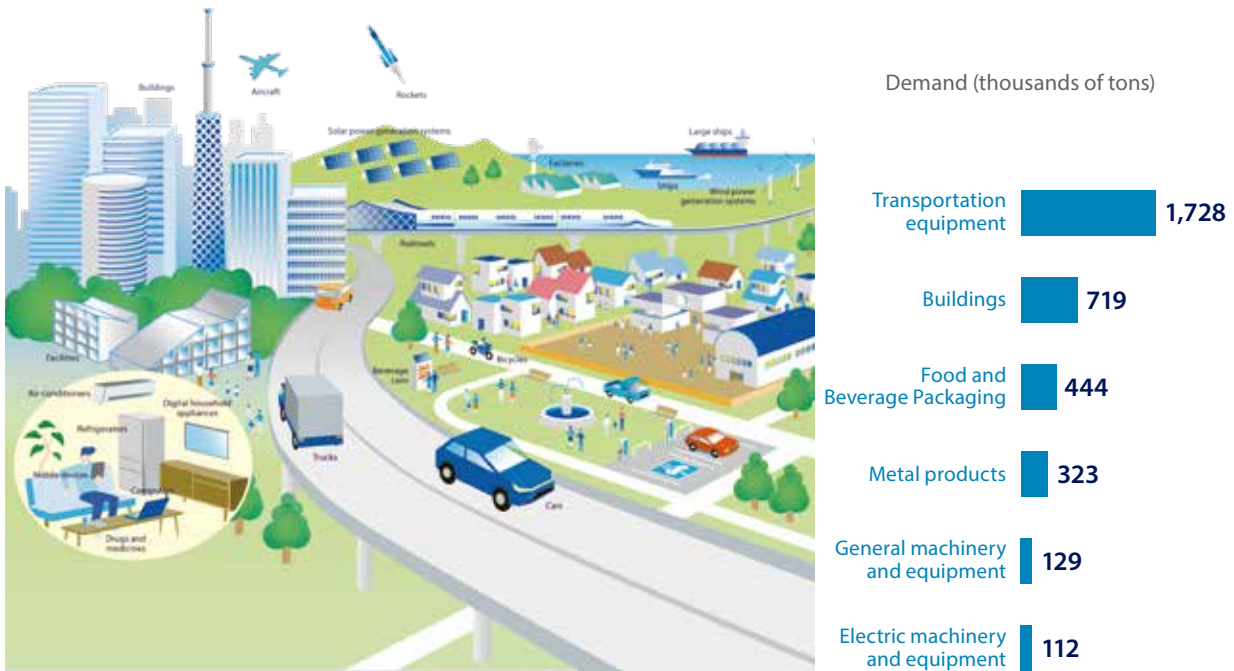 Buildings
Aircraft
Rockets
Solar power generation systems
Large ships
Factories
Ships
Wind power
generation systems
Railroads
Facilities
Bicycles
Beverage
cans
Air-conditioners
Digital household
appliances
Refrigerators
Mobile devices
Computers
Drugs and
medicines
Trucks
Cars
Demand (thousands of tons)
Transportation
equipment
1,728
Buildings
719
Food and
Beverage Packaging
444
Metal products
323
General machinery
and equipment
129
Electric machinery
and equipment
112